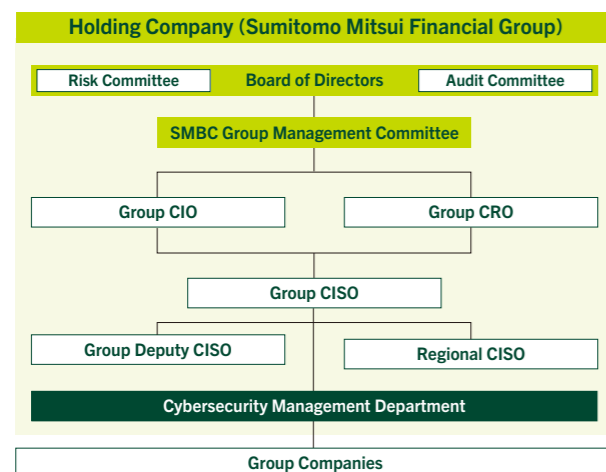 Holding Company (Sumitomo Mitsui Financial Group)
Risk Committee
Board of Directors
Audit Committee
SMBC Group Management Committee
Group CIO
Group CRO
Group CISO
Group Deputy CISO
Regional CISO
Cybersecurity Management Department
Group Companies